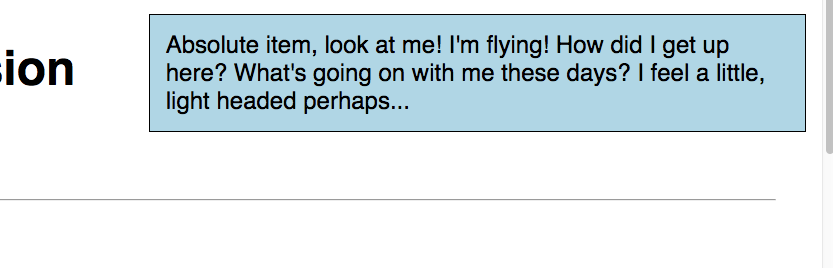 Absolute item, look at me! I'm flying! How did I get up
here? What's going on with me these days? I feel a little,
light headed perhaps...
sion